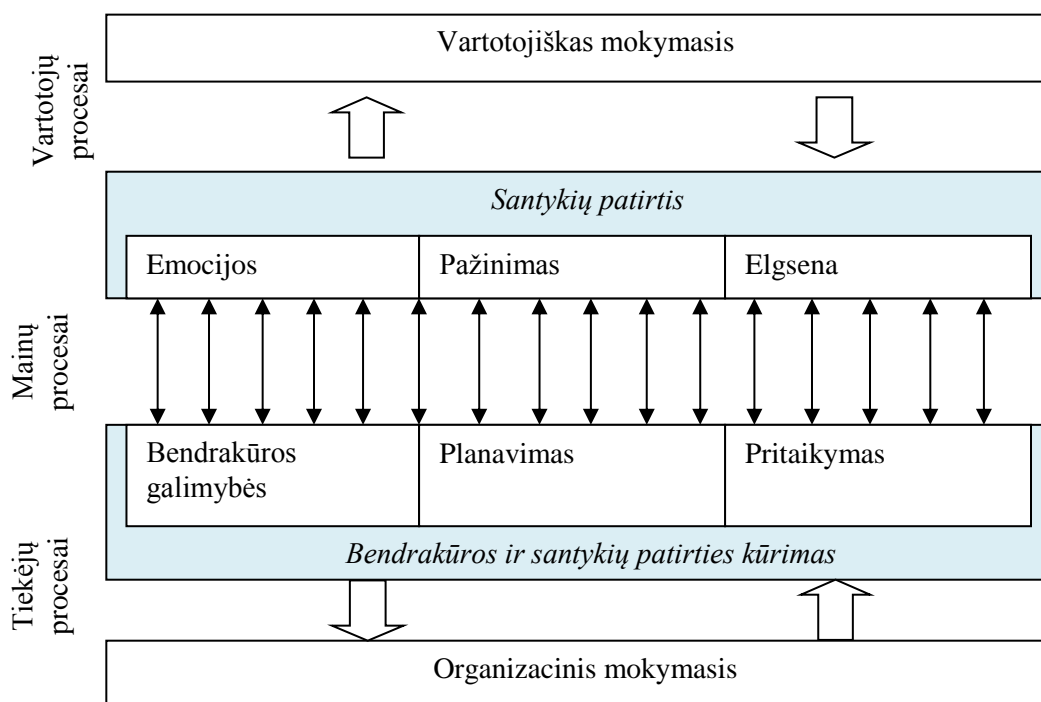 Vartotojiškas mokymasis
Vartotojų
procesai
Santykių patirtis
Emocijos
Pažinimas
Elgsena
Mainų
procesai
Bendrakūros
galimybės
Planavimas
Pritaikymas
Bendrakūros ir santykių patirties kūrimas
Tiekėjų
procesai
Organizacinis mokymasis